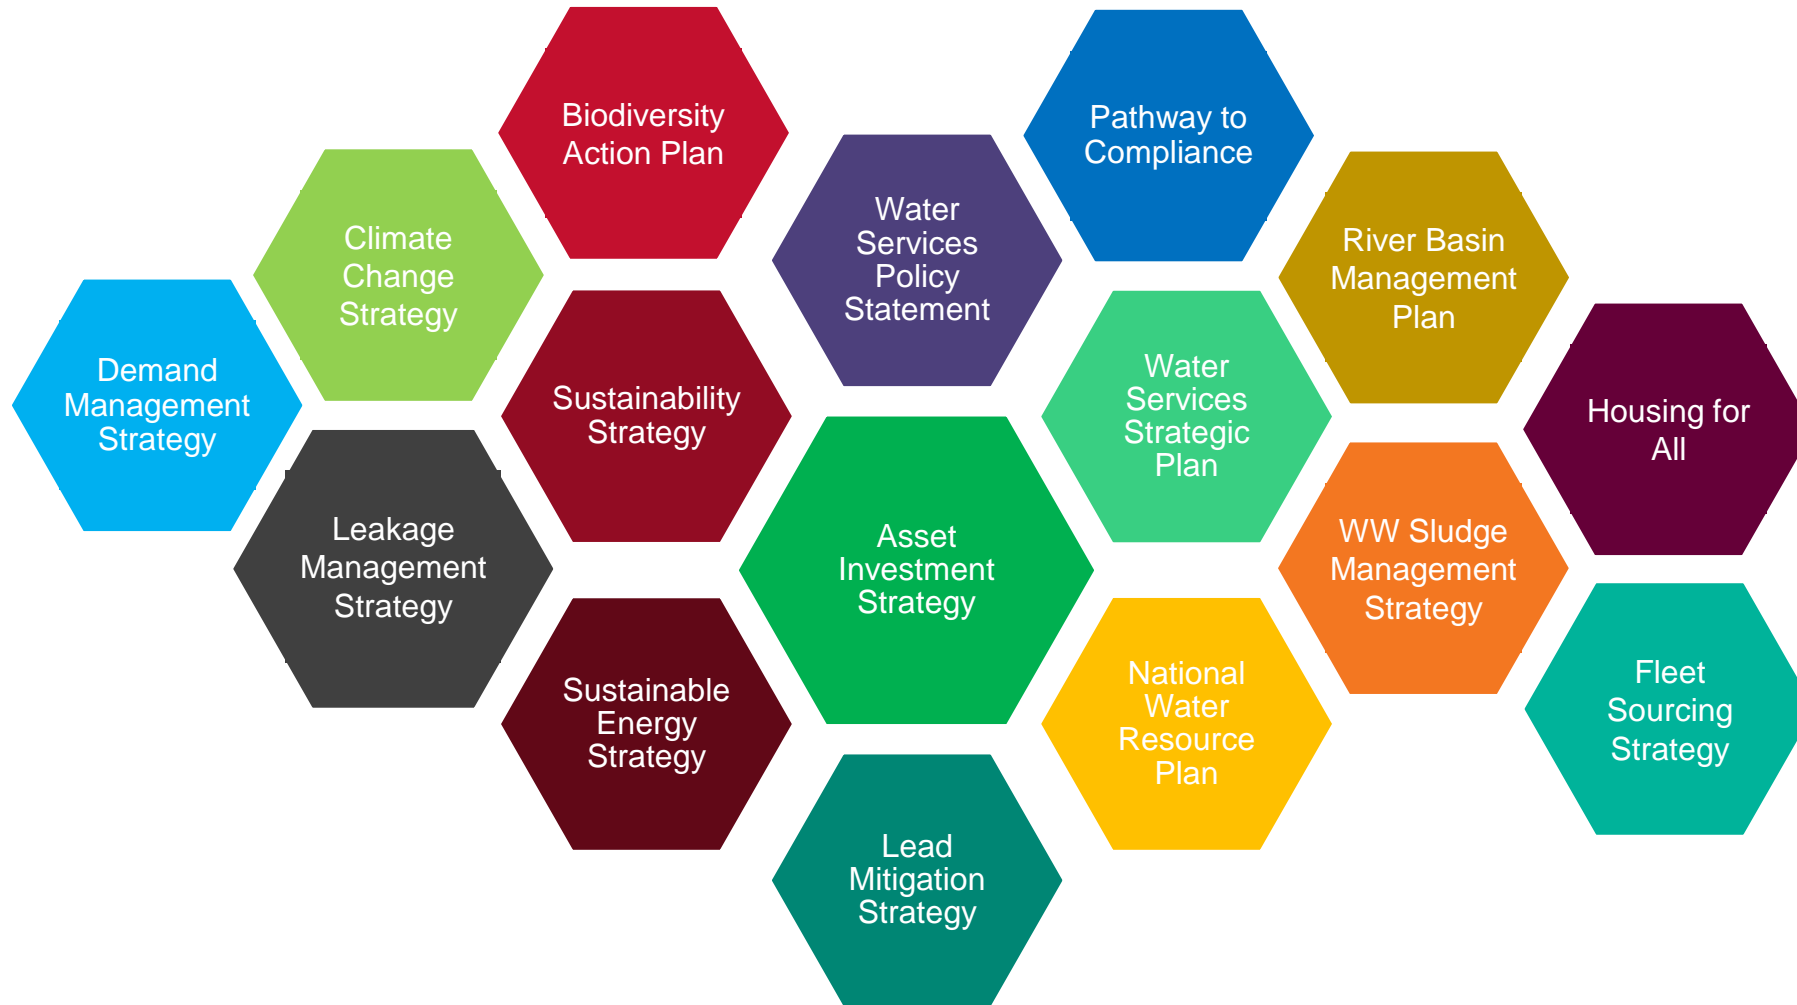 Biodiversity
Action Plan
Pathway to
Compliance
Climate
Change
Strategy
Water
Services
Policy
Statement
River Basin
Management
Plan
Demand
Management
Strategy
Sustainability
Strategy
Water
Services
Strategic
Plan
Housing for
All
Leakage
Management
Strategy
Asset
Investment
Strategy
WW Sludge
Management
Strategy
Sustainable
Energy
Strategy
National
Water
Resource
Plan
Fleet
Sourcing
Strategy
Lead
Mitigation
Strategy